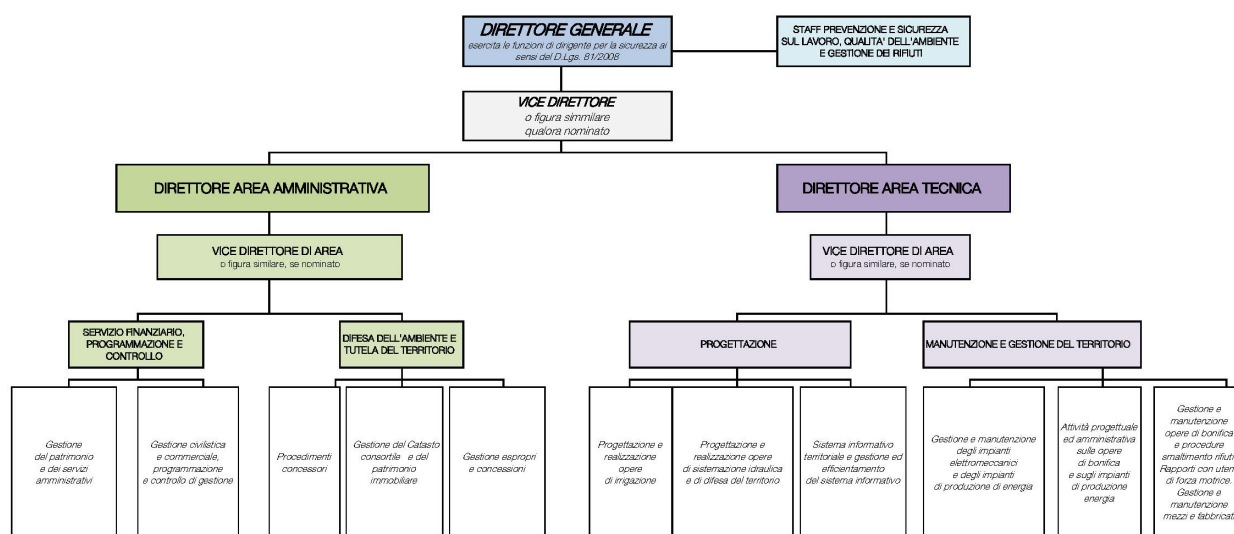 DIRETTORE GENERALE
esercita le funzioni di dirigente per la sicurezza ai
sensi del D.Lgs. 81/2008
STAFF PREVENZIONE E SICUREZZA
SUL LAVORO, QUALITA' DELL'AMBIENTE
E GESTIONE DEI RIFIUTI
VICE DIRETTORE
o figura simmilare
qualora nominato
DIRETTORE AREA AMMINISTRATIVA
DIRETTORE AREA TECNICA
VICE DIRETTORE DI AREA
o figura similare, se nominato
VICE DIRETTORE DI AREA
o figura similare, se nominato
SERVIZIO FINANZIARIO,
PROGRAMMAZIONE E
CONTROLLO
DIFESA DELL'AMBIENTE E
TUTELA DEL TERRITORIO
PROGETTAZIONE
MANUTENZIONE E GESTIONE DEL TERRITORIO
Gestione
del patrimonio
e dei servizi
amministrativi
Gestione civilistica
e commerciale,
programmazione
e controllo di gestione
Procedimenti
concessori
Gestione del Catasto
consortile e del
patrimonio
immobiliare
Gestione espropri
e concessioni
Progettazione e
realizzazione
opere
di irrigazione
Progettazione e
realizzazione opere
di sistemazione idraulica
e di difesa del territorio
Sistema informativo
territoriale e gestione ed
efficientamento
del sistema informativo
Gestione e manutenzione
degli impianti
elettromeccanici
e degli impianti
di produzione di energia
Attività progettuale
ed amministrativa
sulle opere
di bonifica
e sugli impianti
di produzione
energia
Gestione e
manutenzione
opere di bonifica
e procedure
smaltimento rifiuti.
Rapporti con utenti
di forza motrice.
Gestione e
manutenzione
mezzi e fabbricati